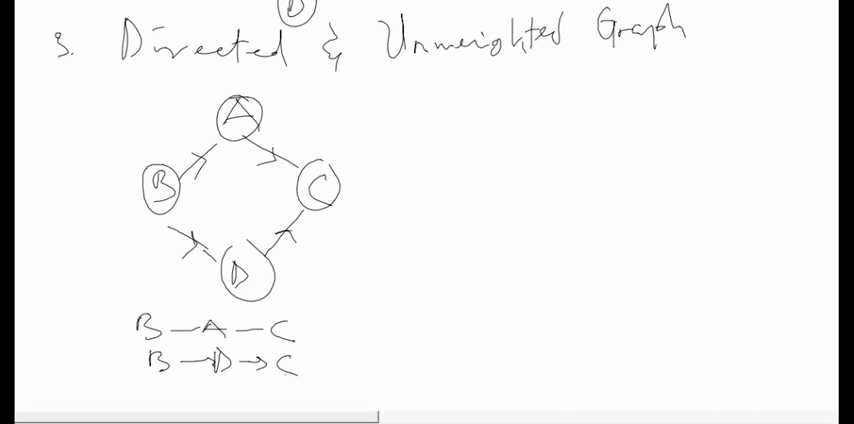 D
3. Directed & Unweighted Graph
A
B
C
D
B — A — C
B → D → C